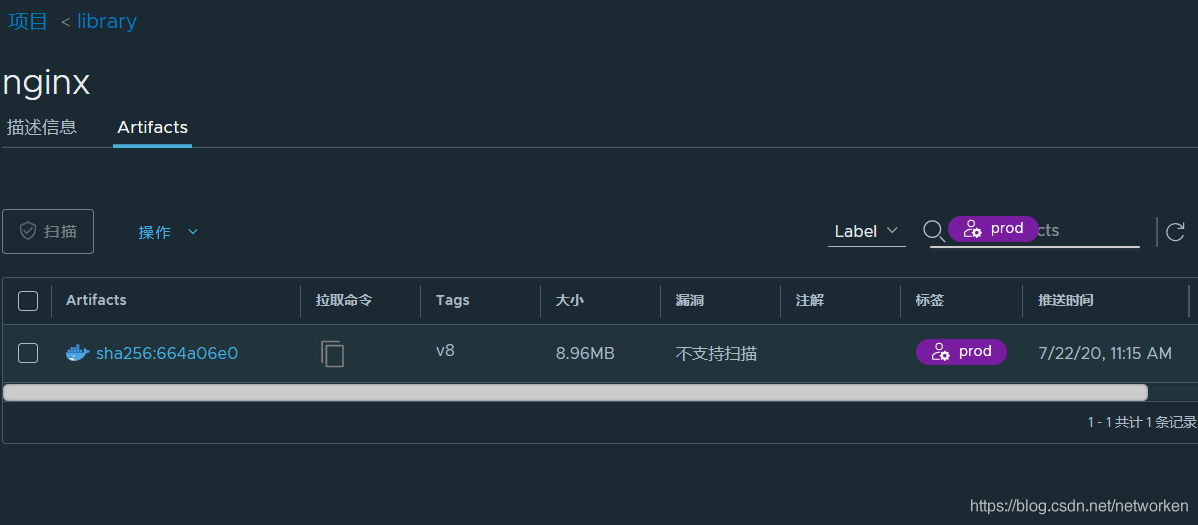 项目 < library
nginx
描述信息 Artifacts
扫描 操作 Label prod cts
Artifacts 拉取命令 Tags 大小 漏洞 注解 标签 推送时间
sha256:664a06e0 v8 8.96MB 不支持扫描 prod 7/22/20, 11:15 AM
1 - 1 共计 1 条记录
https://blog.csdn.net/networken